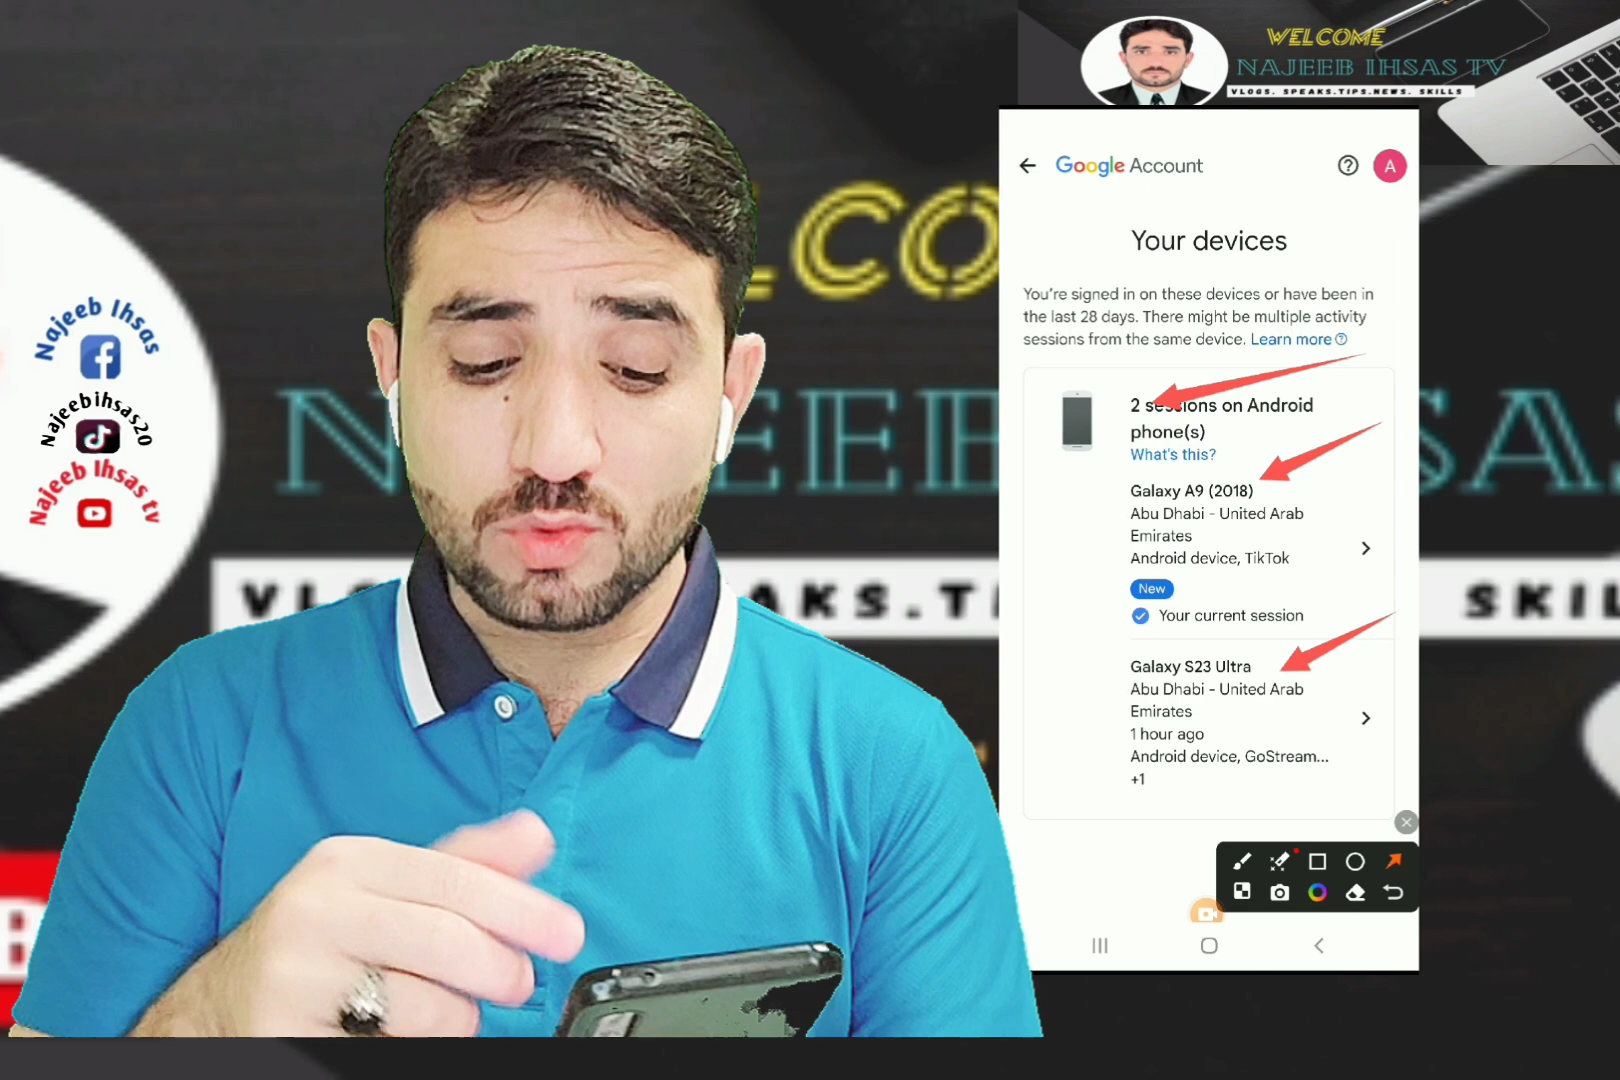 WELCOME
NAJEEB IHSAS TV
VLOGS. SPEAKS.TIPS.NEWS. SKILLS
Google Account
A
Your devices
You're signed in on these devices or have been in
the last 28 days. There might be multiple activity
sessions from the same device. Learn more
2 sessions on Android
phone(s)
What's this?
Galaxy A9 (2018)
Abu Dhabi - United Arab
Emirates
Android device, TikTok
New
Your current session
Galaxy S23 Ultra
Abu Dhabi - United Arab
Emirates
1 hour ago
Android device, GoStream...
+1
Najeeb Ihsas
Najeebihsas20
Najeeb Ihsas tv